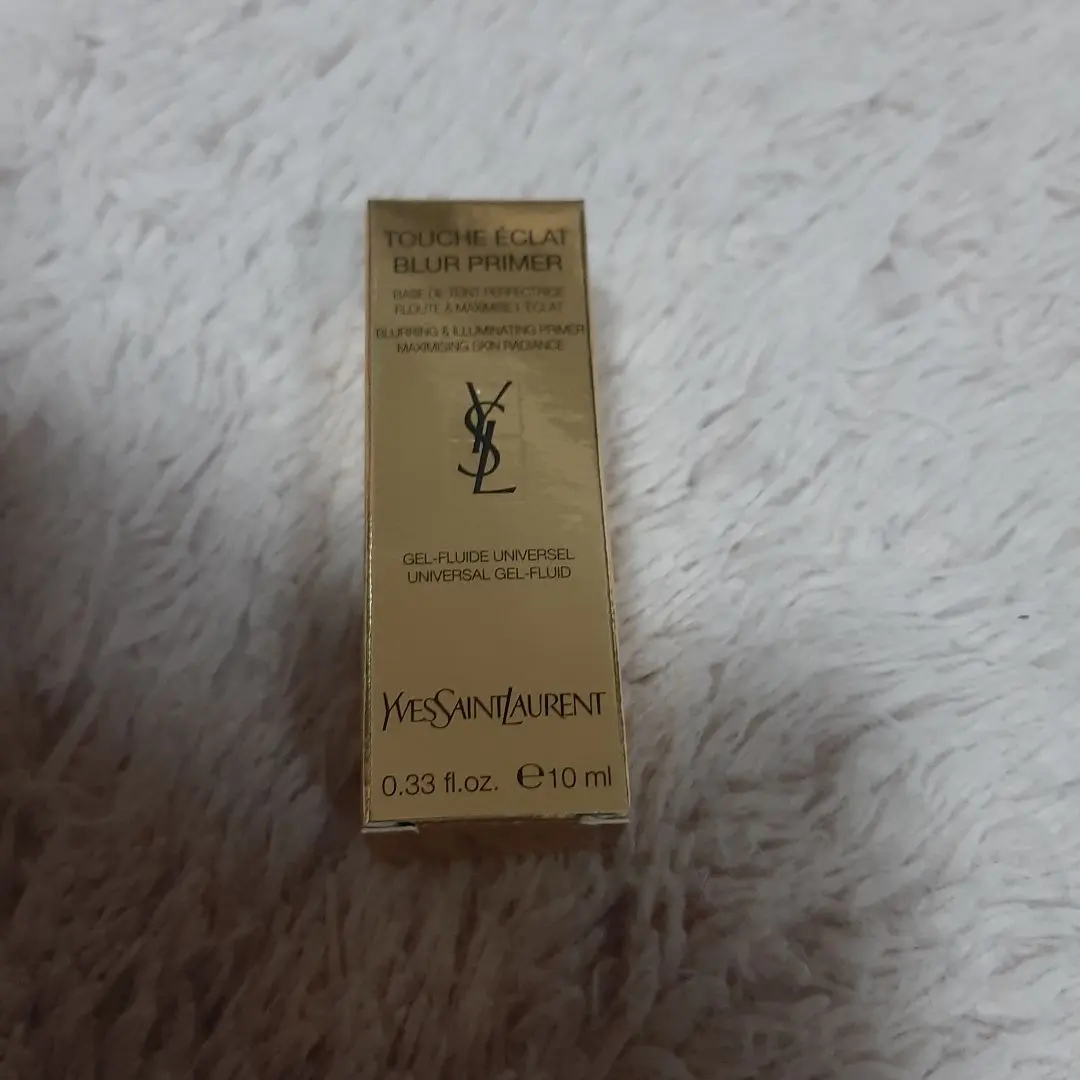 TOUCHE ÉCLAT
BLUR PRIMER
BASE DE TEINT PERFECTRICE
FLOUTE & MAXIMISE L'ÉCLAT
BLURRING & ILLUMINATING PRIMER
MAXIMISING SKIN RADIANCE
YSL
GEL-FLUIDE UNIVERSEL
UNIVERSAL GEL-FLUID
YVESSAINTLAURENT
0.33 fl.oz. ℮10 ml